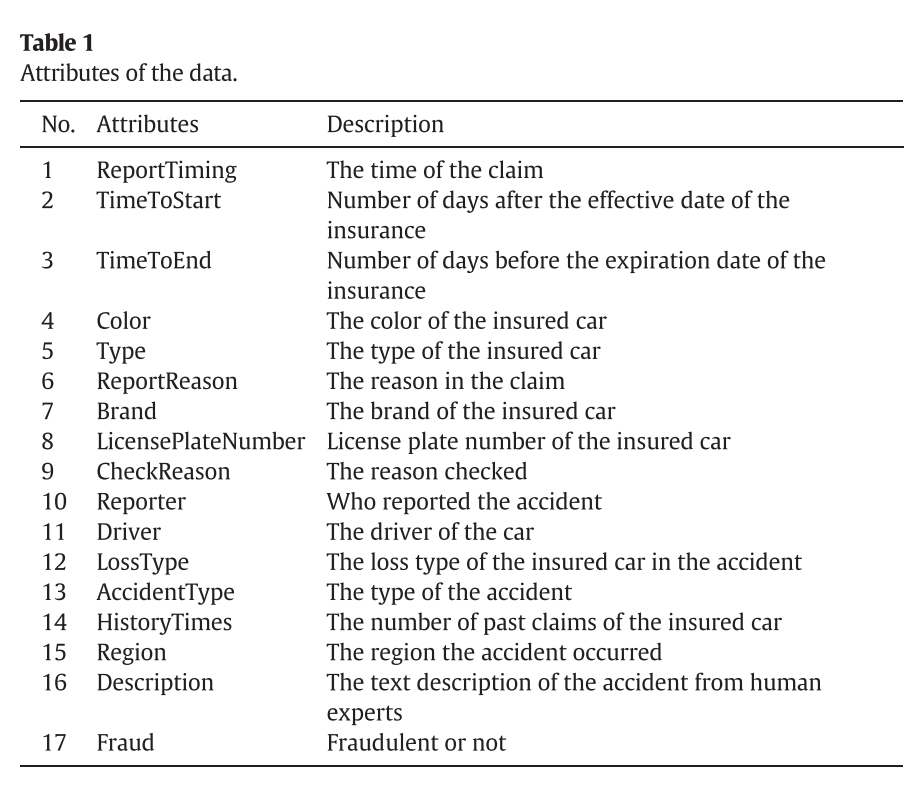 Table 1
Attributes of the data.
No. Attributes Description
1 ReportTiming The time of the claim
2 TimeToStart Number of days after the effective date of the
insurance
3 TimeToEnd Number of days before the expiration date of the
insurance
4 Color The color of the insured car
5 Type The type of the insured car
6 ReportReason The reason in the claim
7 Brand The brand of the insured car
8 LicensePlateNumber License plate number of the insured car
9 CheckReason The reason checked
10 Reporter Who reported the accident
11 Driver The driver of the car
12 LossType The loss type of the insured car in the accident
13 AccidentType The type of the accident
14 HistoryTimes The number of past claims of the insured car
15 Region The region the accident occurred
16 Description The text description of the accident from human
experts
17 Fraud Fraudulent or not